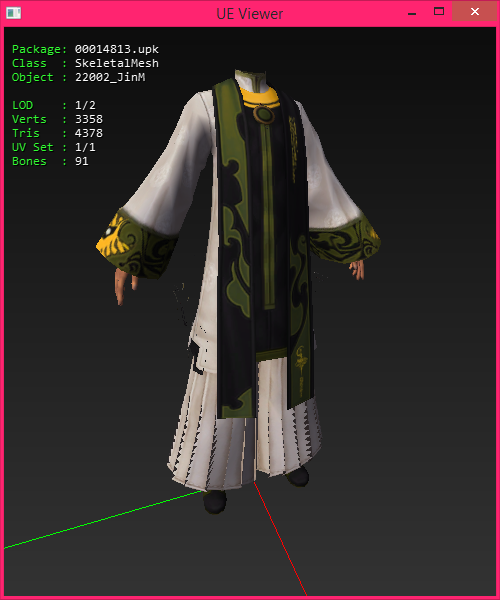 UE Viewer
Package: 00014813.upk
Class : SkeletalMesh
Object : 22002_JinM
LOD : 1/2
Verts : 3358
Tris : 4378
UV Set : 1/1
Bones : 91